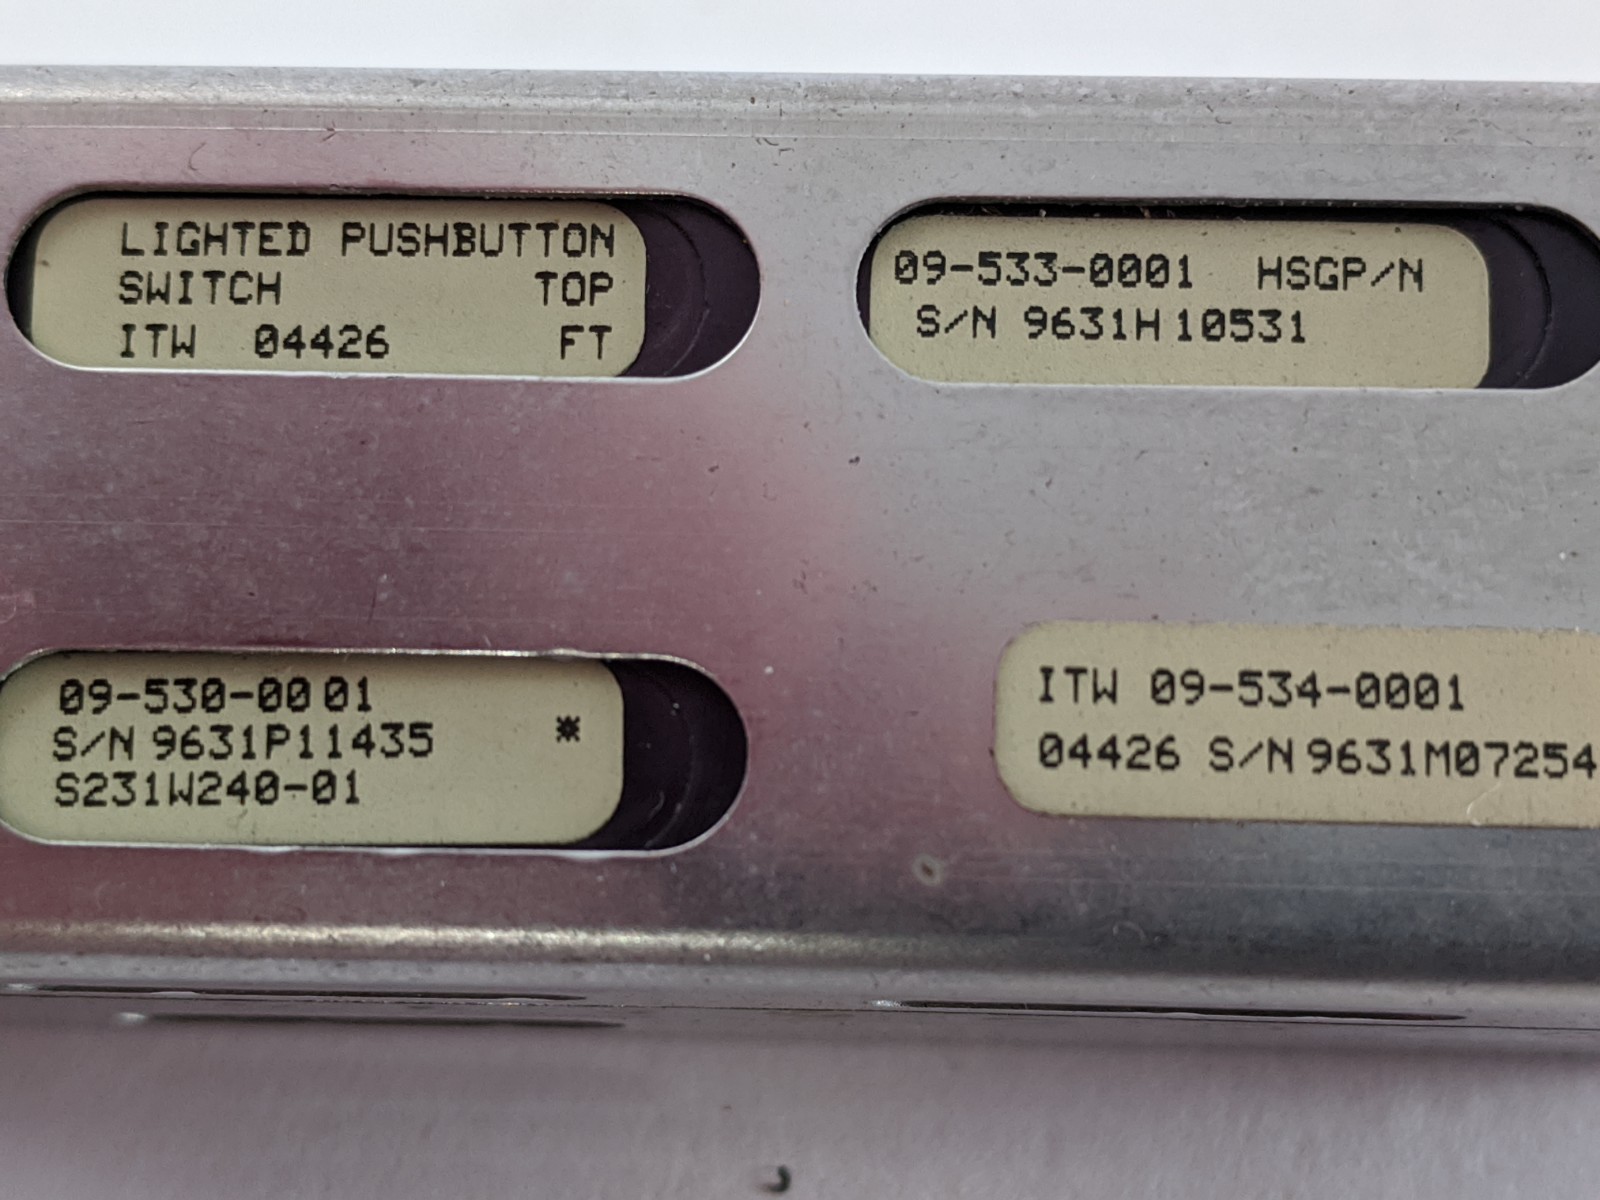 LIGHTED PUSHBUTTON
SWITCH TOP
ITW 04426 FT
09-533-0001 HSGP/N
S/N 9631H10531
09-530-0001
S/N 9631P11435 *
S231W240-01
ITW 09-534-0001
04426 S/N 9631M07254